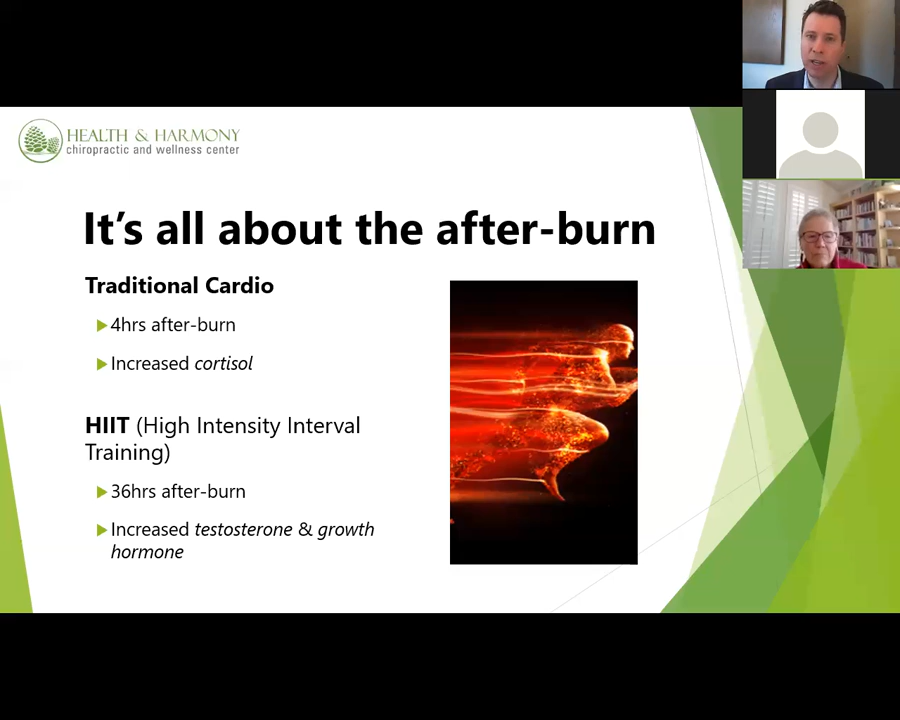 HEALTH & HARMONY
chiropractic and wellness center
It's all about the after-burn
Traditional Cardio
4hrs after-burn
Increased cortisol
HIIT (High Intensity Interval
Training)
36hrs after-burn
Increased testosterone & growth
hormone